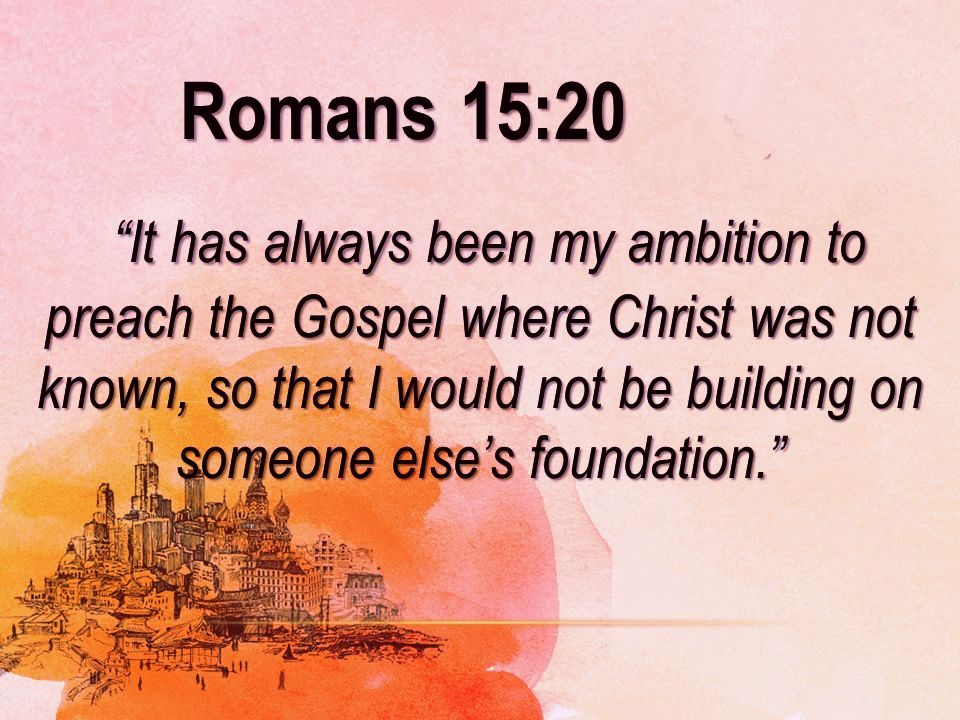 Romans 15:20
“It has always been my ambition to
preach the Gospel where Christ was not
known, so that I would not be building on
someone else’s foundation.”